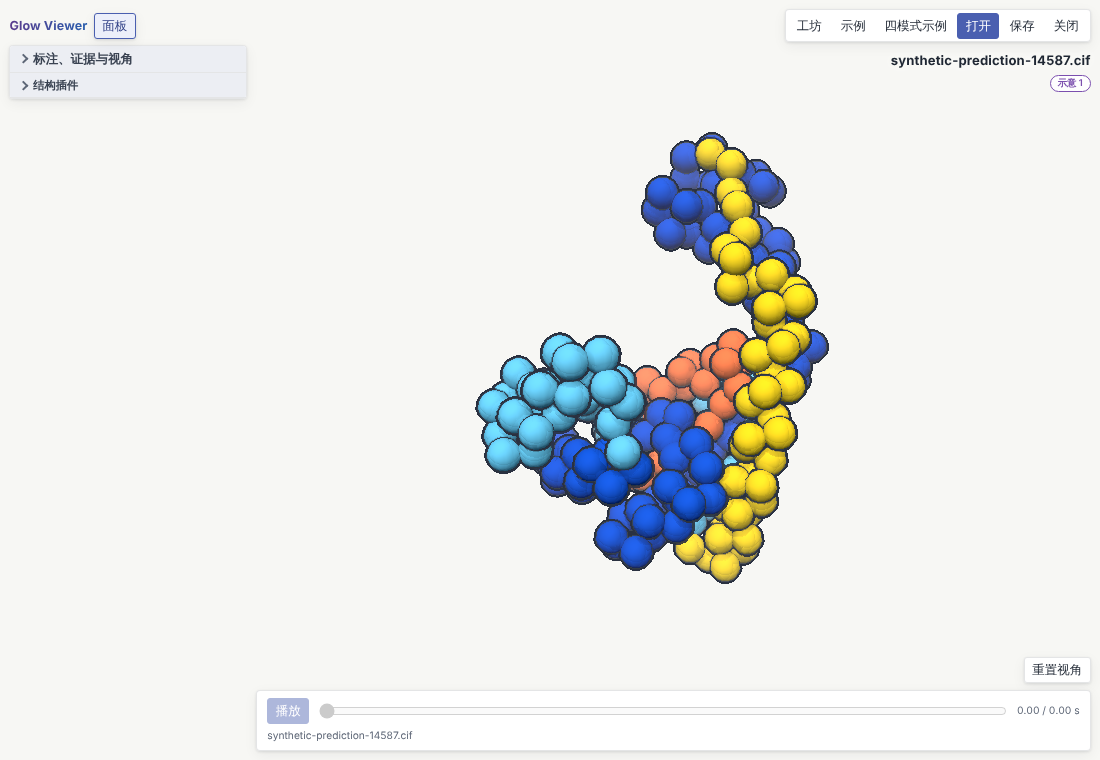 Glow Viewer 面板
标注、证据与视角
结构插件
工坊 示例 四模式示例 打开 保存 关闭
synthetic-prediction-14587.cif
示意 1
重置视角
播放 0.00 / 0.00 s
synthetic-prediction-14587.cif